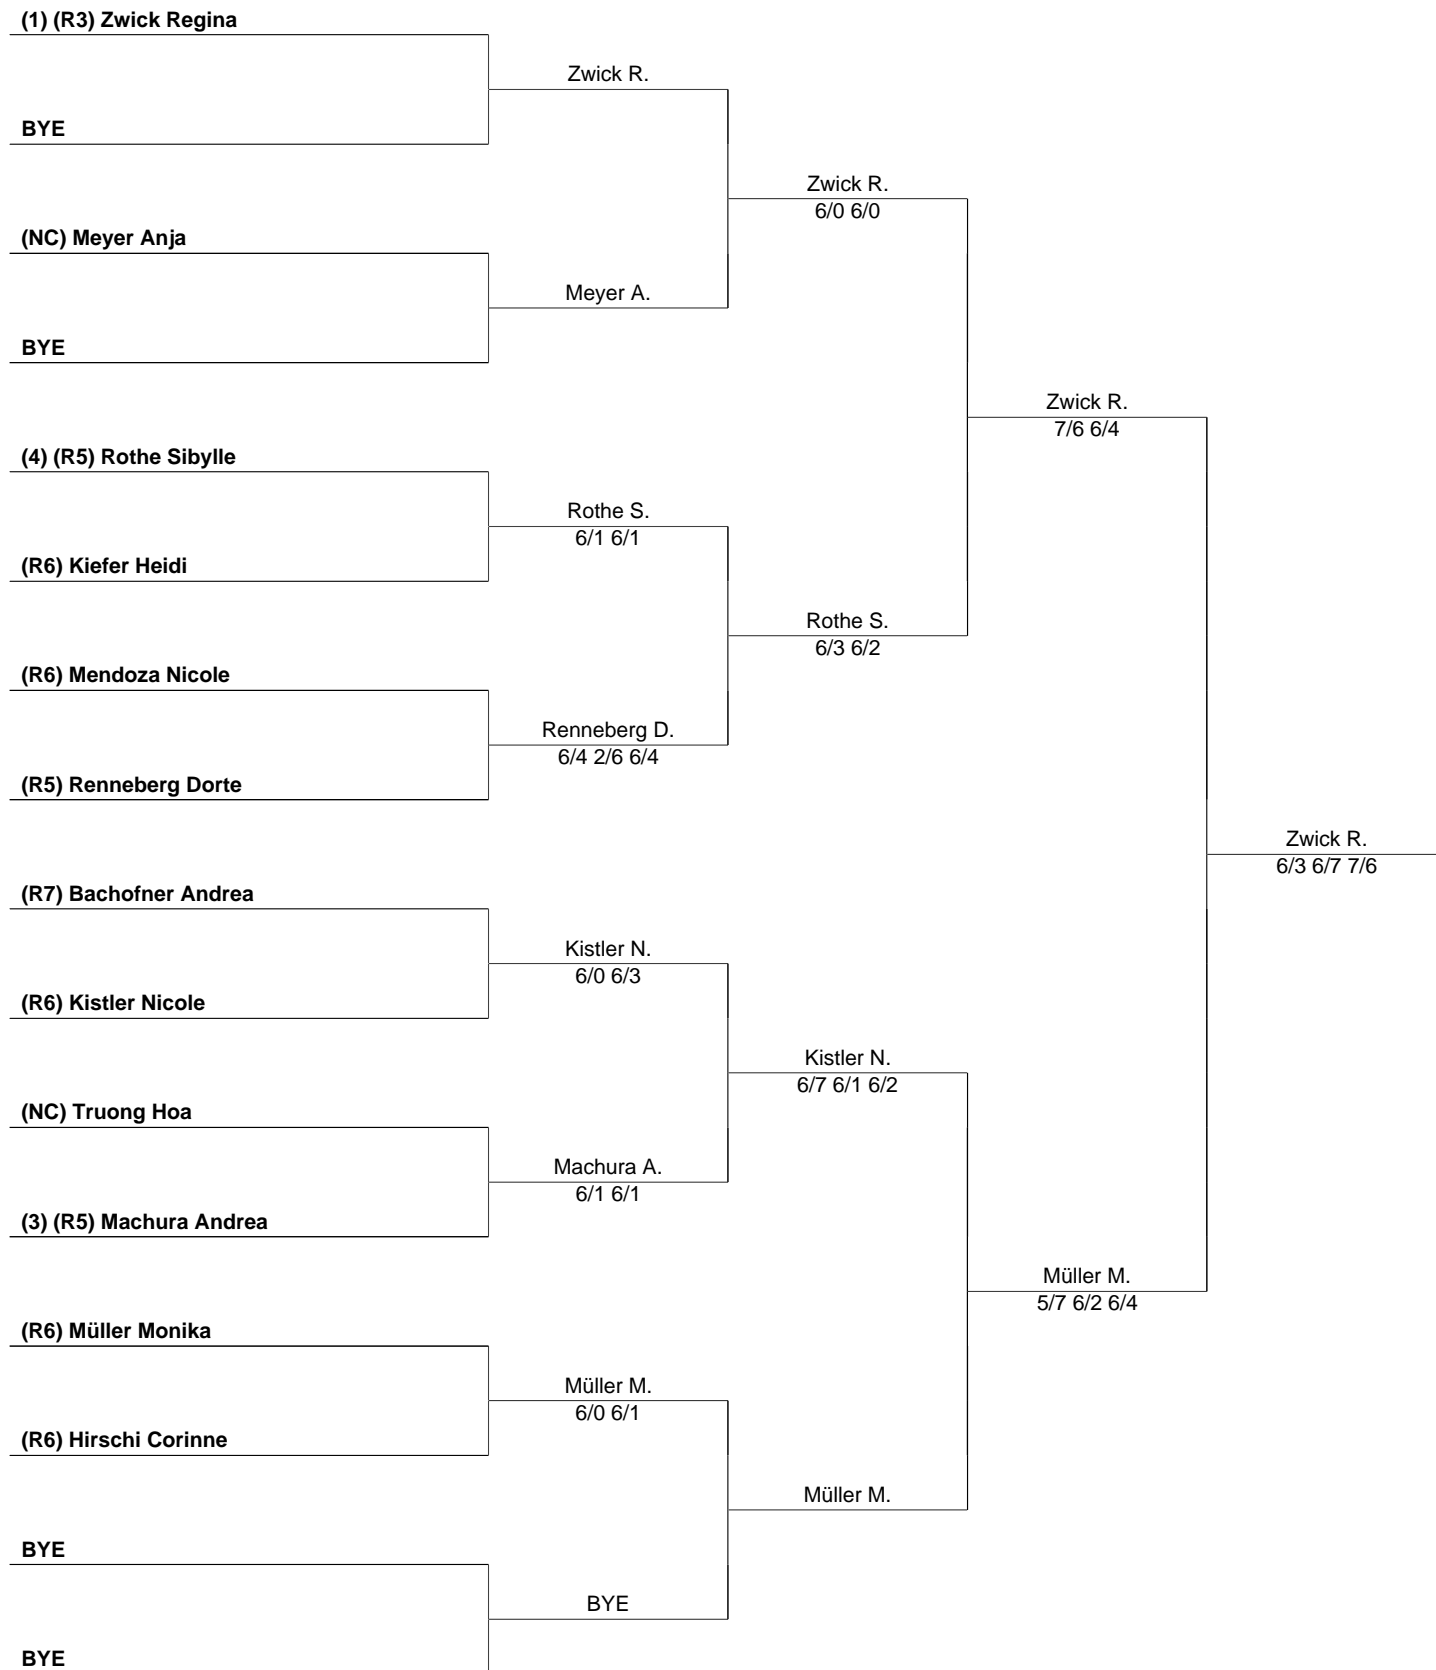 (1) (R3) Zwick Regina
Zwick R.
BYE
Zwick R.
6/0 6/0
(NC) Meyer Anja
Meyer A.
BYE
Zwick R.
7/6 6/4
(4) (R5) Rothe Sibylle
Rothe S.
6/1 6/1
(R6) Kiefer Heidi
Rothe S.
6/3 6/2
(R6) Mendoza Nicole
Renneberg D.
6/4 2/6 6/4
(R5) Renneberg Dorte
Zwick R.
6/3 6/7 7/6
(R7) Bachofner Andrea
Kistler N.
6/0 6/3
(R6) Kistler Nicole
Kistler N.
6/7 6/1 6/2
(NC) Truong Hoa
Machura A.
6/1 6/1
(3) (R5) Machura Andrea
Müller M.
5/7 6/2 6/4
(R6) Müller Monika
Müller M.
6/0 6/1
(R6) Hirschi Corinne
Müller M.
BYE
BYE
BYE